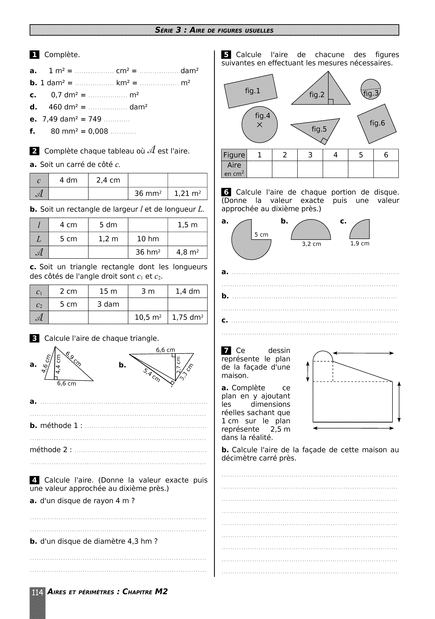 SÉRIE 3 : AIRE DE FIGURES USUELLES
1 Complète.
a. 1 m² = ................ cm² = ................ dam²
b. 1 dam² = ................ km² = ................ m²
c. 0,7 dm² = ................ m²
d. 460 dm² = ................ dam²
e. 7,49 dam² = 749 ..........
f. 80 mm² = 0,008 ..........
2 Complète chaque tableau où 𝒜 est l'aire.
a. Soit un carré de côté c.
c 4 dm 2,4 cm
𝒜 36 mm² 1,21 m²
b. Soit un rectangle de largeur l et de longueur L.
l 4 cm 5 dm 1,5 m
L 5 cm 1,2 m 10 hm
𝒜 36 hm² 4,8 m²
c. Soit un triangle rectangle dont les longueurs
des côtés de l'angle droit sont c₁ et c₂.
c₁ 2 cm 15 m 3 m 1,4 dm
c₂ 5 cm 3 dam
𝒜 10,5 m² 1,75 dm²
3 Calcule l'aire de chaque triangle.
a. 4,6 cm 4,4 cm 6,9 cm
6,6 cm
b. 6,6 cm
5,4 cm 2,7 cm 3,3 cm
a. ................
b. méthode 1 : ................
méthode 2 : ................
4 Calcule l'aire. (Donne la valeur exacte puis
une valeur approchée au dixième près.)
a. d'un disque de rayon 4 m ?
b. d'un disque de diamètre 4,3 hm ?
5 Calcule l'aire de chacune des figures
suivantes en effectuant les mesures nécessaires.
fig.1 fig.2 fig.3
fig.4 fig.5 fig.6
Figure 1 2 3 4 5 6
Aire
en cm²
6 Calcule l'aire de chaque portion de disque.
(Donne la valeur exacte puis une valeur
approchée au dixième près.)
a. b. c.
5 cm
3,2 cm 1,9 cm
a. ................
b. ................
c. ................
7 Ce dessin
représente le plan
de la façade d'une
maison.
a. Complète ce
plan en y ajoutant
les dimensions
réelles sachant que
1 cm sur le plan
représente 2,5 m
dans la réalité.
b. Calcule l'aire de la façade de cette maison au
décimètre carré près.
114 AIRES ET PÉRIMÈTRES : CHAPITRE M2